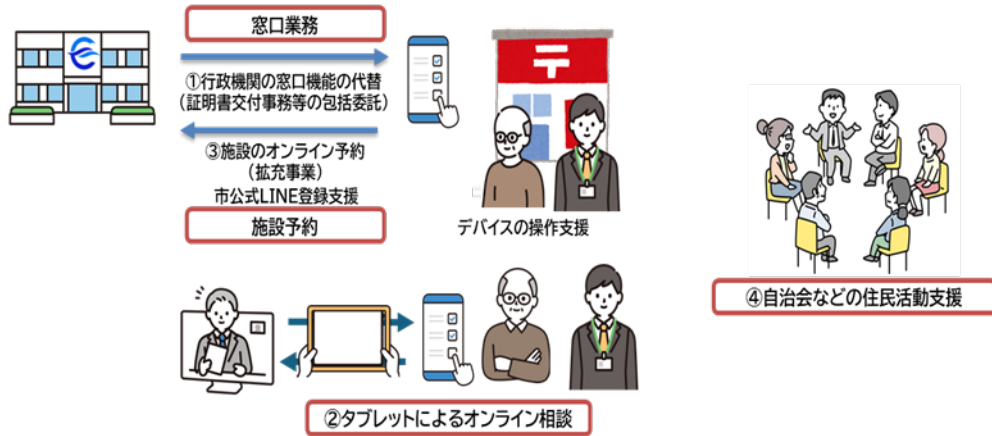 窓口業務
①行政機関の窓口機能の代替
(証明書交付事務等の包括委託)
③施設のオンライン予約
(拡充事業)
市公式LINE登録支援
施設予約
デバイスの操作支援
④自治会などの住民活動支援
②タブレットによるオンライン相談